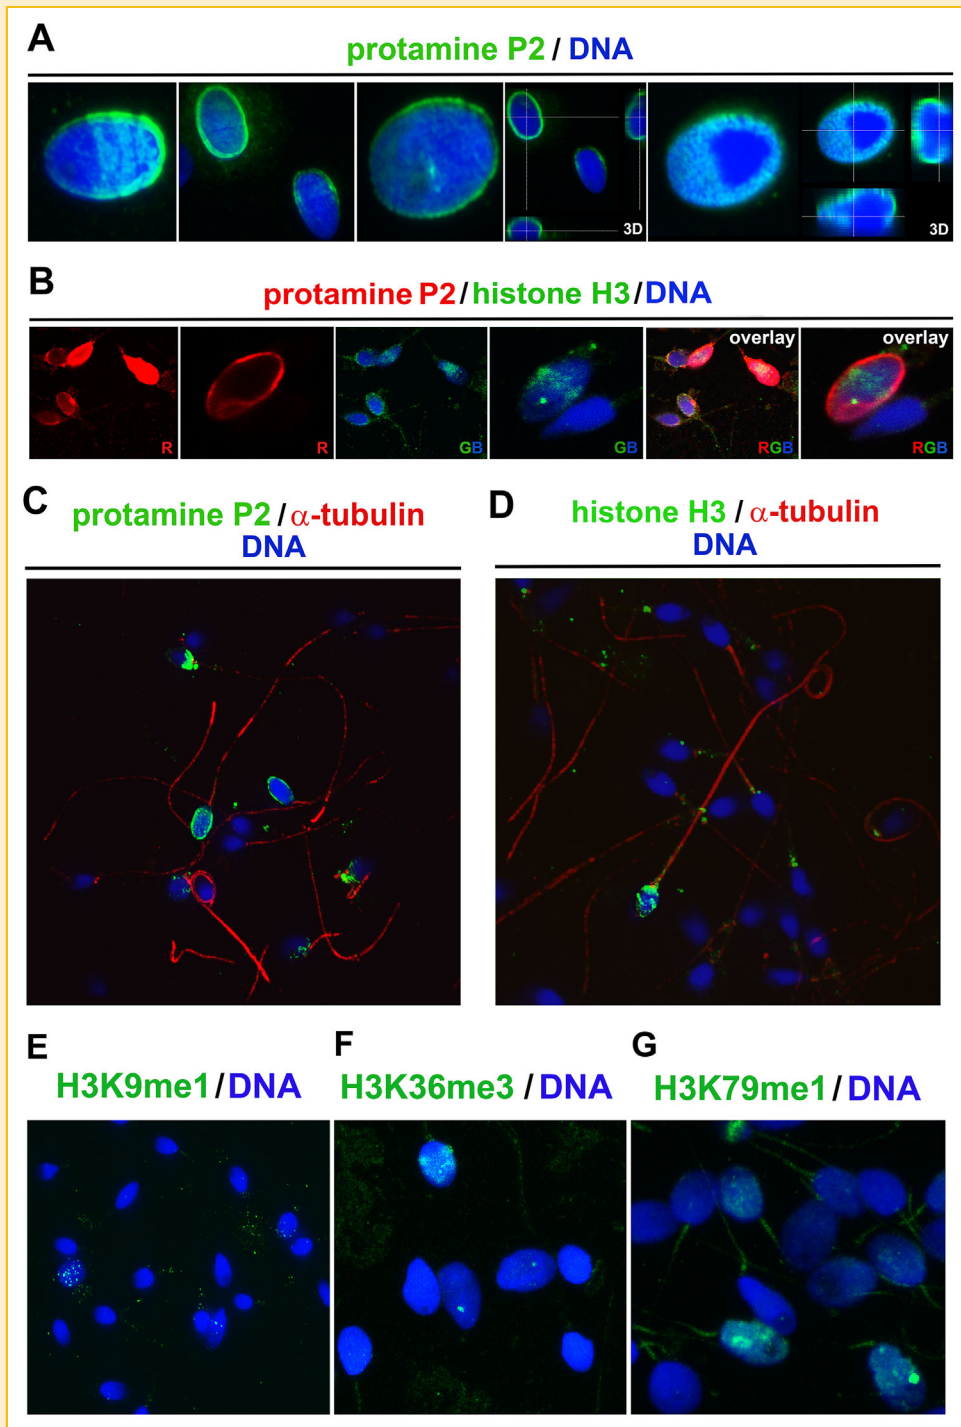 A
protamine P2 / DNA
3D
3D
B
protamine P2/histone H3/DNA
R
R
GB
GB
overlay
RGB
overlay
RGB
C
protamine P2 / α-tubulin
DNA
D
histone H3 / α-tubulin
DNA
E
H3K9me1/DNA
F
H3K36me3 /DNA
G
H3K79me1/DNA